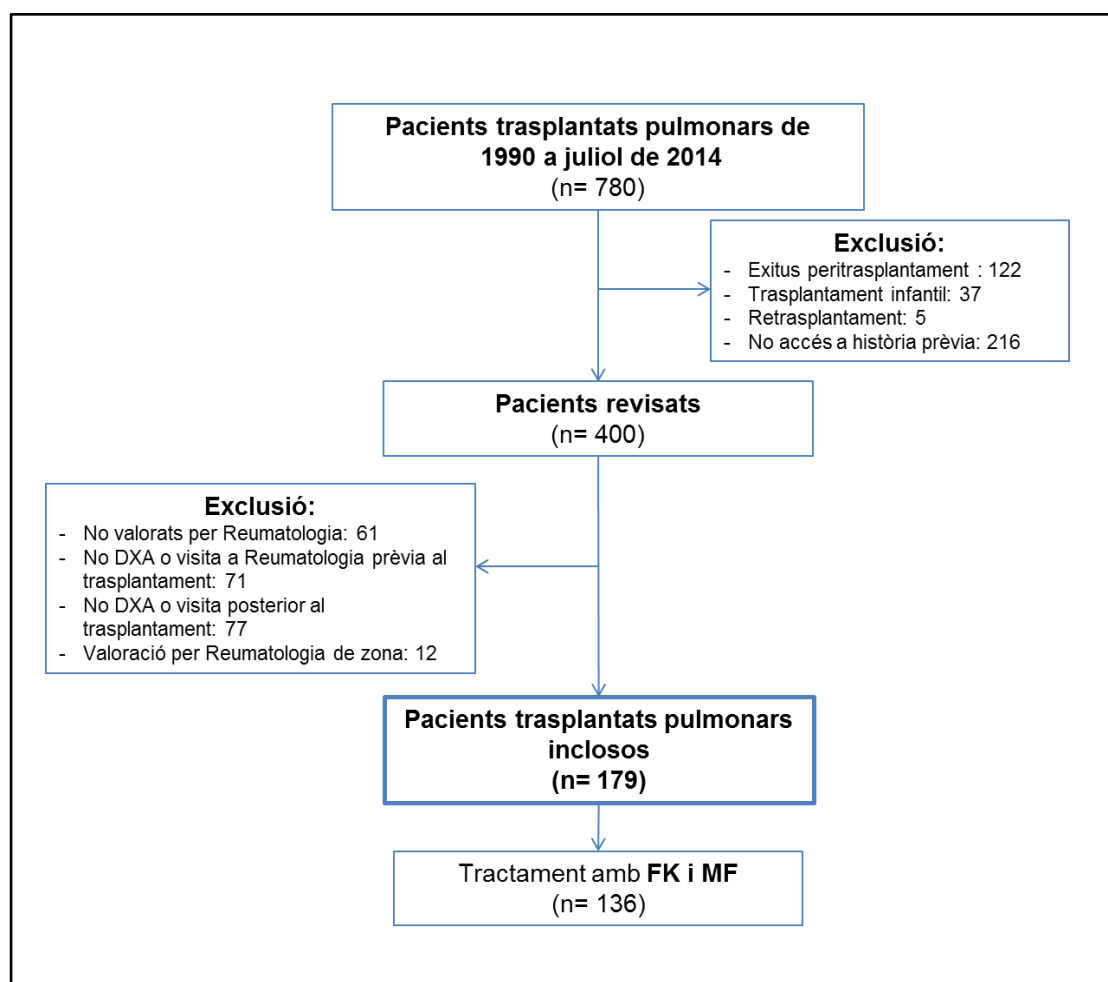 Pacients trasplantats pulmonars de
1990 a juliol de 2014
(n= 780)
Exclusió:
- Exitus peritrasplantament : 122
- Trasplantament infantil: 37
- Retrasplantament: 5
- No accés a història prèvia: 216
Pacients revisats
(n= 400)
Exclusió:
- No valorats per Reumatologia: 61
- No DXA o visita a Reumatologia prèvia al
trasplantament: 71
- No DXA o visita posterior al
trasplantament: 77
- Valoració per Reumatologia de zona: 12
Pacients trasplantats pulmonars
inclosos
(n= 179)
Tractament amb FK i MF
(n= 136)